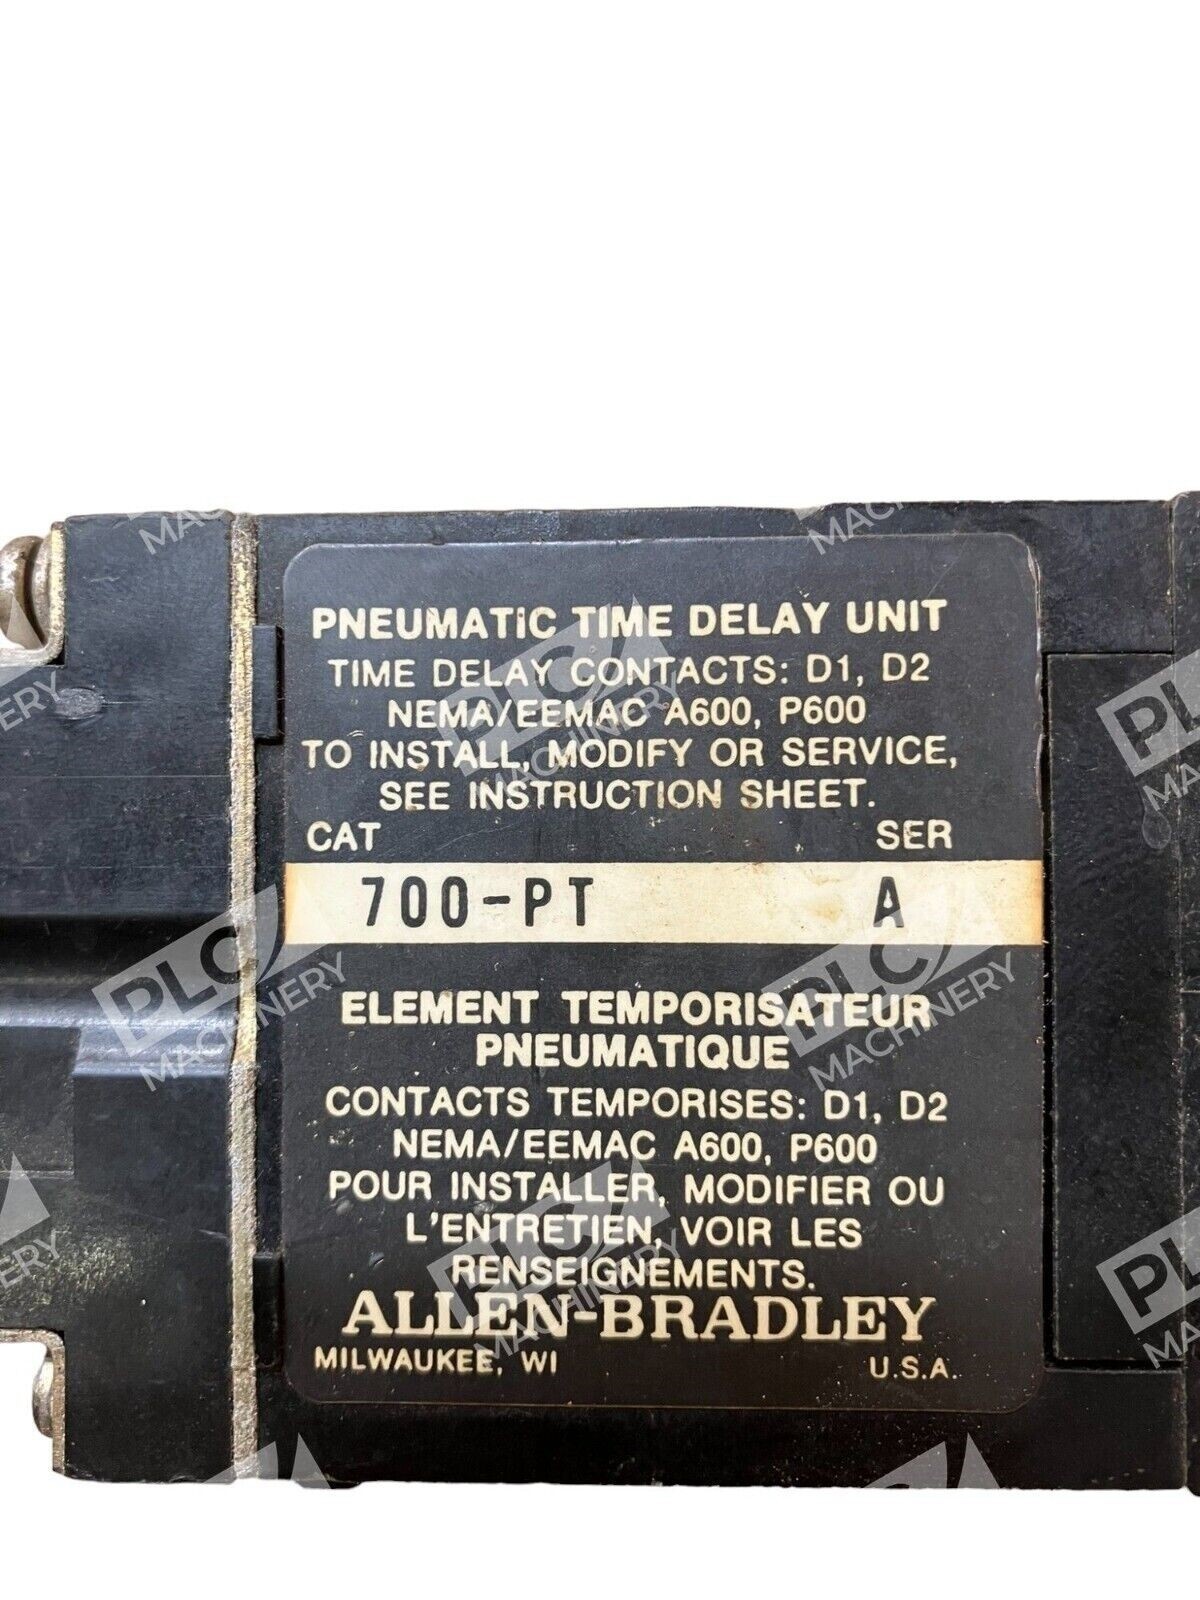 PNEUMATIC TIME DELAY UNIT
TIME DELAY CONTACTS: D1, D2
NEMA/EEMAC A600, P600
TO INSTALL, MODIFY OR SERVICE,
SEE INSTRUCTION SHEET.
CAT SER
700-PT A
ELEMENT TEMPORISATEUR
PNEUMATIQUE
CONTACTS TEMPORISES: D1, D2
NEMA/EEMAC A600, P600
POUR INSTALLER, MODIFIER OU
L'ENTRETIEN, VOIR LES
RENSEIGNEMENTS.
ALLEN-BRADLEY
MILWAUKEE, WI U.S.A.
PLC MACHINERY